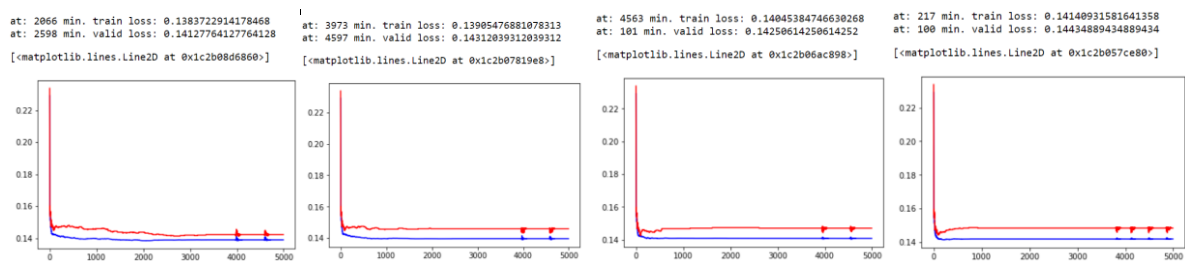 at: 2066 min. train loss: 0.1383722914178468
at: 2598 min. valid loss: 0.14127764127764128
[<matplotlib.lines.Line2D at 0x1c2b08d6860>]
0.22
0.20
0.18
0.16
0.14
0 1000 2000 3000 4000 5000
at: 3973 min. train loss: 0.13905476881078313
at: 4597 min. valid loss: 0.14312039312039312
[<matplotlib.lines.Line2D at 0x1c2b07819e8>]
0.22
0.20
0.18
0.16
0.14
0 1000 2000 3000 4000 5000
at: 4563 min. train loss: 0.14045384746630268
at: 101 min. valid loss: 0.14250614250614252
[<matplotlib.lines.Line2D at 0x1c2b06ac898>]
0.22
0.20
0.18
0.16
0.14
0 1000 2000 3000 4000 5000
at: 217 min. train loss: 0.14140931581641358
at: 100 min. valid loss: 0.14434889434889434
[<matplotlib.lines.Line2D at 0x1c2b057ce80>]
0.22
0.20
0.18
0.16
0.14
0 1000 2000 3000 4000 5000